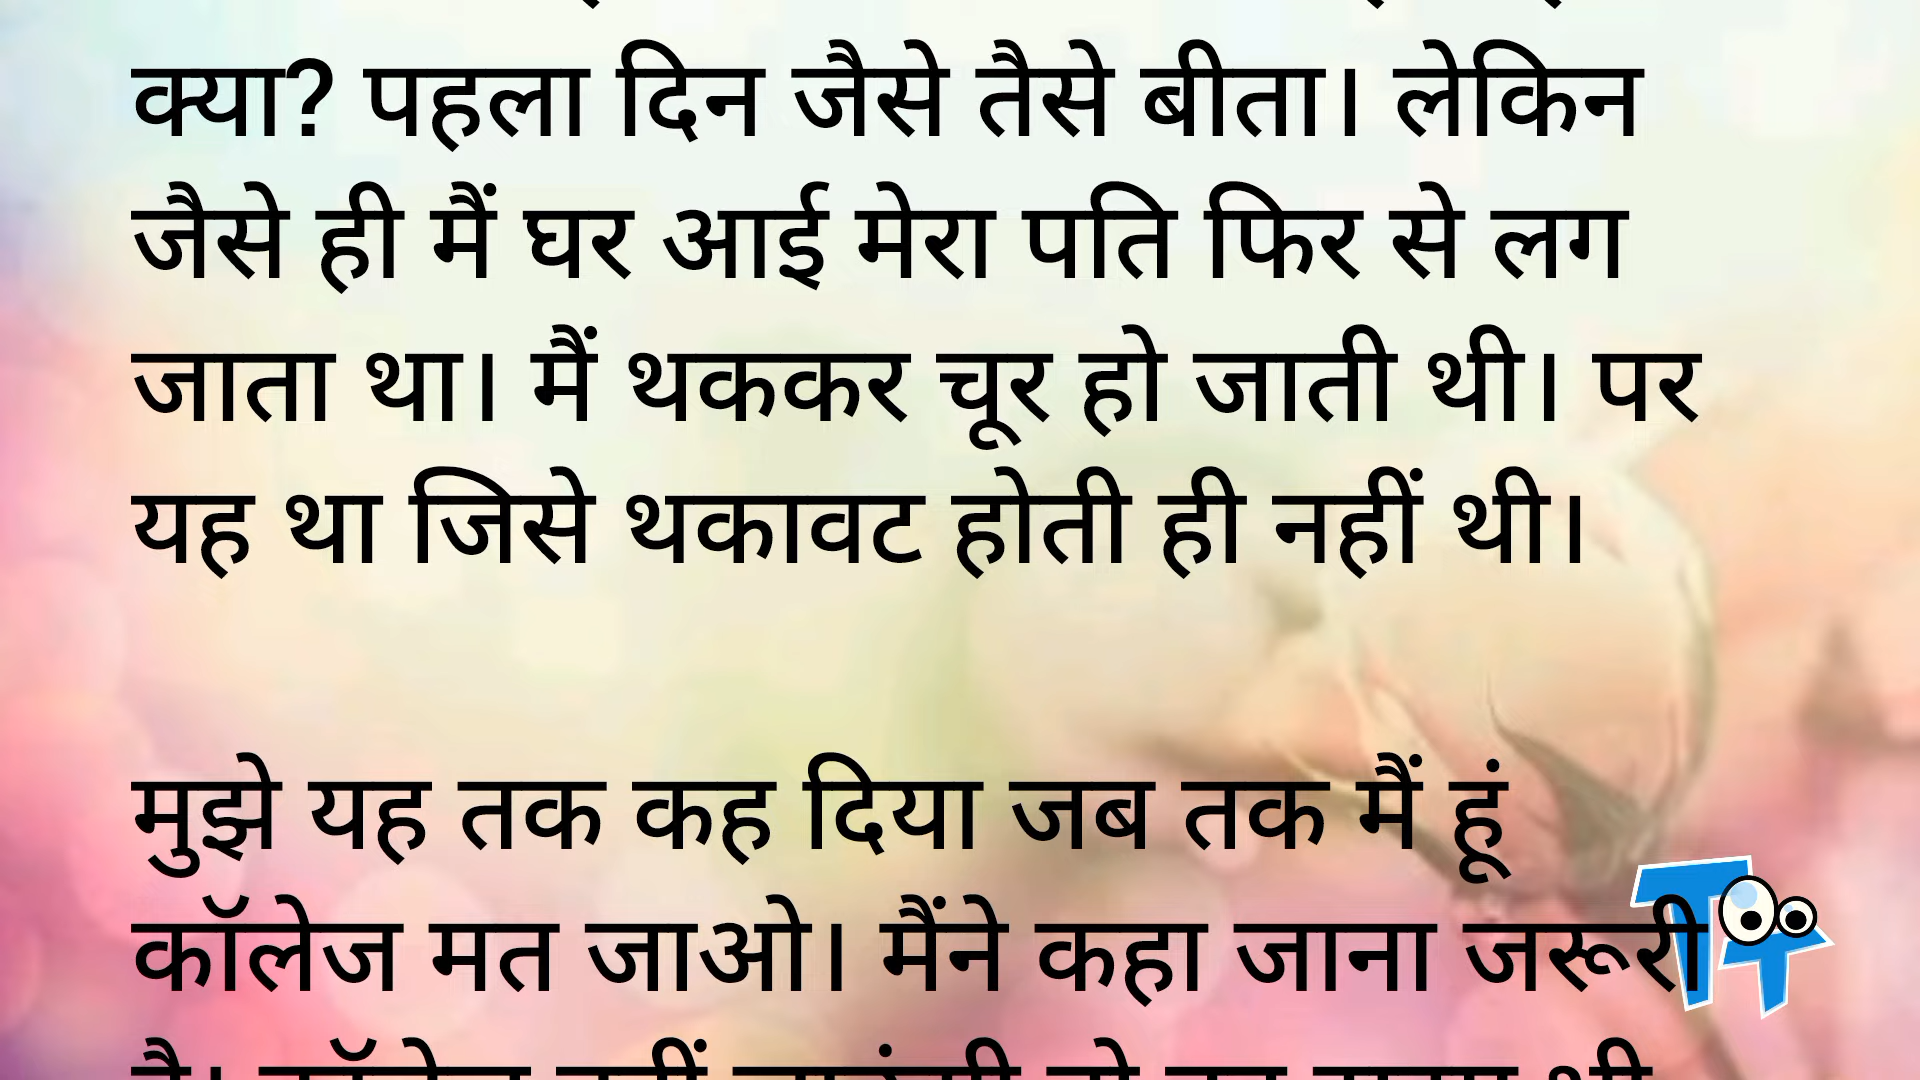 क्या? पहला दिन जैसे तैसे बीता। लेकिन
जैसे ही मैं घर आई मेरा पति फिर से लग
जाता था। मैं थककर चूर हो जाती थी। पर
यह था जिसे थकावट होती ही नहीं थी।
मुझे यह तक कह दिया जब तक मैं हूं
कॉलेज मत जाओ। मैंने कहा जाना जरूरी